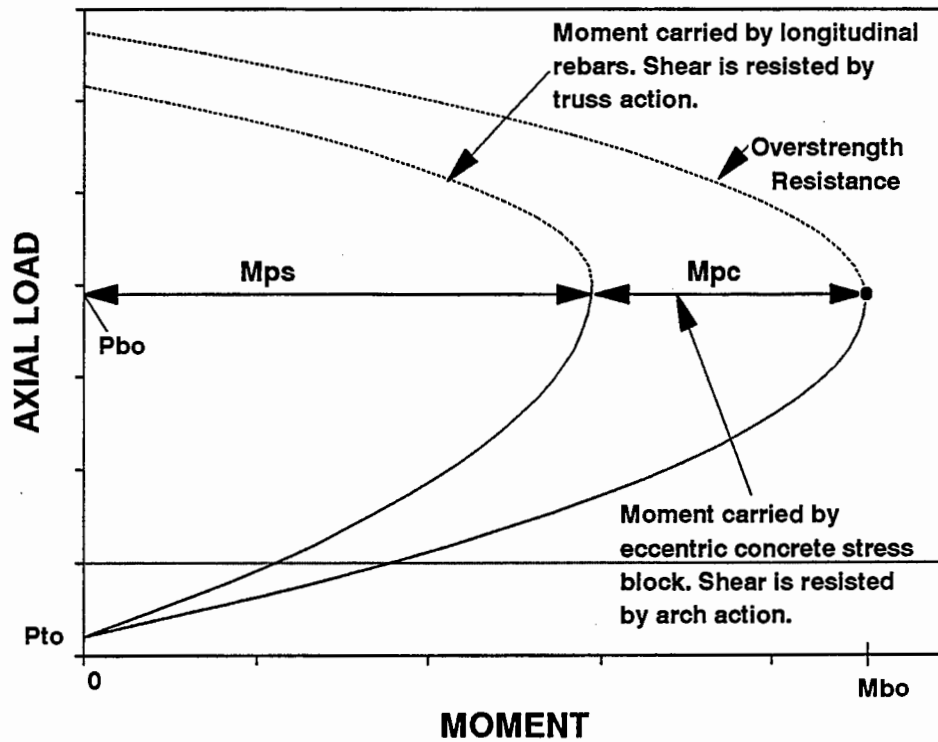 Moment carried by longitudinal
rebars. Shear is resisted by
truss action.
Overstrength
Resistance
Mps
Mpc
Pbo
AXIAL LOAD
Moment carried by
eccentric concrete stress
block. Shear is resisted
by arch action.
Pto
0
Mbo
MOMENT